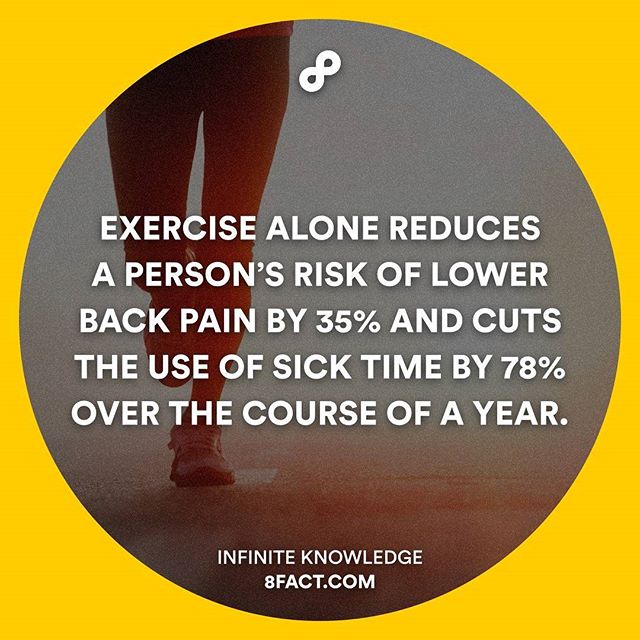 EXERCISE ALONE REDUCES
A PERSON’S RISK OF LOWER
BACK PAIN BY 35% AND CUTS
THE USE OF SICK TIME BY 78%
OVER THE COURSE OF A YEAR.
INFINITE KNOWLEDGE
8FACT.COM